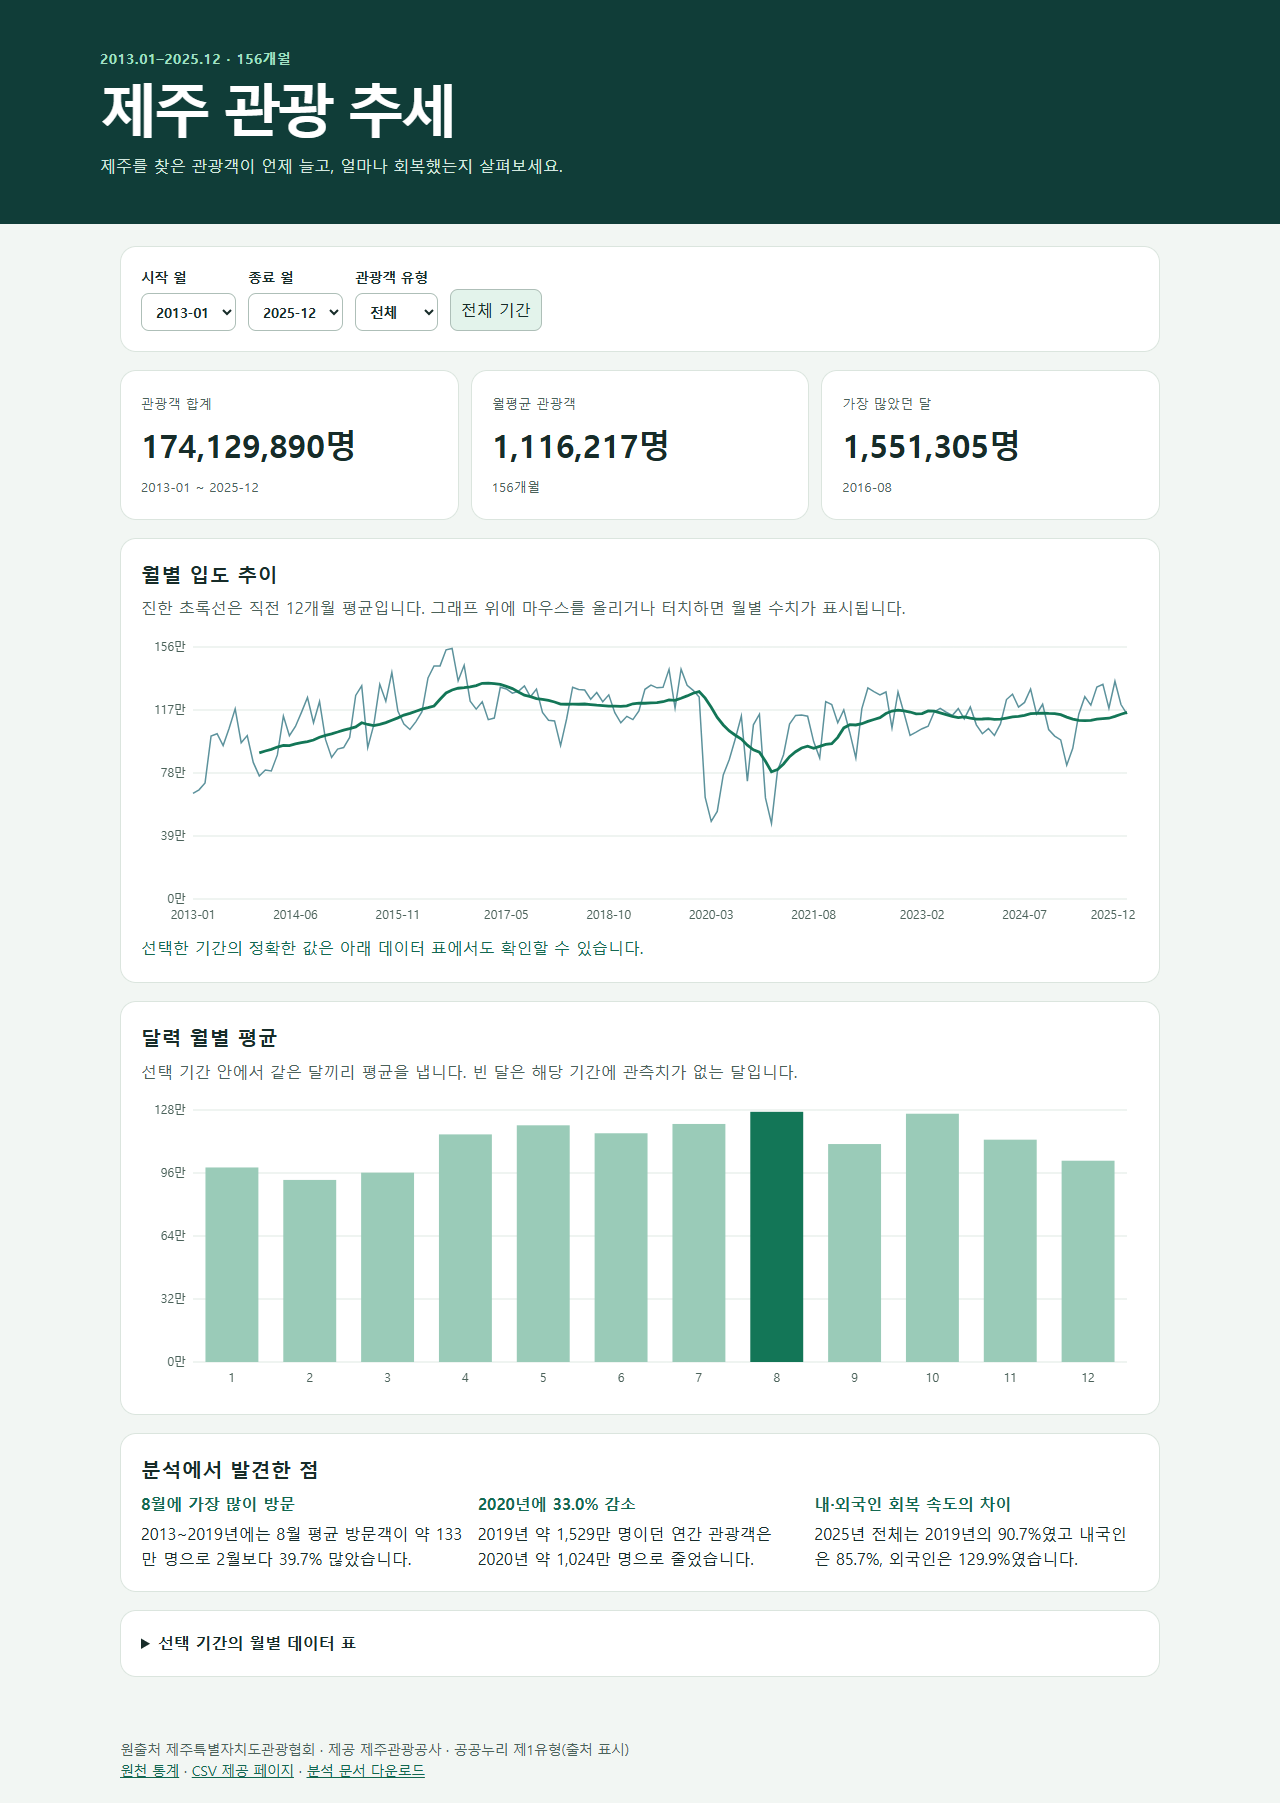 2013.01–2025.12 · 156개월
제주 관광 추세
제주를 찾은 관광객이 언제 늘고, 얼마나 회복했는지 살펴보세요.
시작 월 종료 월 관광객 유형
2013-01 2025-12 전체 전체 기간
관광객 합계
174,129,890명
2013-01 ~ 2025-12
월평균 관광객
1,116,217명
156개월
가장 많았던 달
1,551,305명
2016-08
월별 입도 추이
진한 초록선은 직전 12개월 평균입니다. 그래프 위에 마우스를 올리거나 터치하면 월별 수치가 표시됩니다.
156만
117만
78만
39만
0만
2013-01 2014-06 2015-11 2017-05 2018-10 2020-03 2021-08 2023-02 2024-07 2025-12
선택한 기간의 정확한 값은 아래 데이터 표에서도 확인할 수 있습니다.
달력 월별 평균
선택 기간 안에서 같은 달끼리 평균을 냅니다. 빈 달은 해당 기간에 관측치가 없는 달입니다.
128만
96만
64만
32만
0만
1 2 3 4 5 6 7 8 9 10 11 12
분석에서 발견한 점
8월에 가장 많이 방문
2013~2019년에는 8월 평균 방문객이 약 133
만 명으로 2월보다 39.7% 많았습니다.
2020년에 33.0% 감소
2019년 약 1,529만 명이던 연간 관광객은
2020년 약 1,024만 명으로 줄었습니다.
내·외국인 회복 속도의 차이
2025년 전체는 2019년의 90.7%였고 내국인
은 85.7%, 외국인은 129.9%였습니다.
▶ 선택 기간의 월별 데이터 표
원출처 제주특별자치도관광협회 · 제공 제주관광공사 · 공공누리 제1유형(출처 표시)
원천 통계 · CSV 제공 페이지 · 분석 문서 다운로드